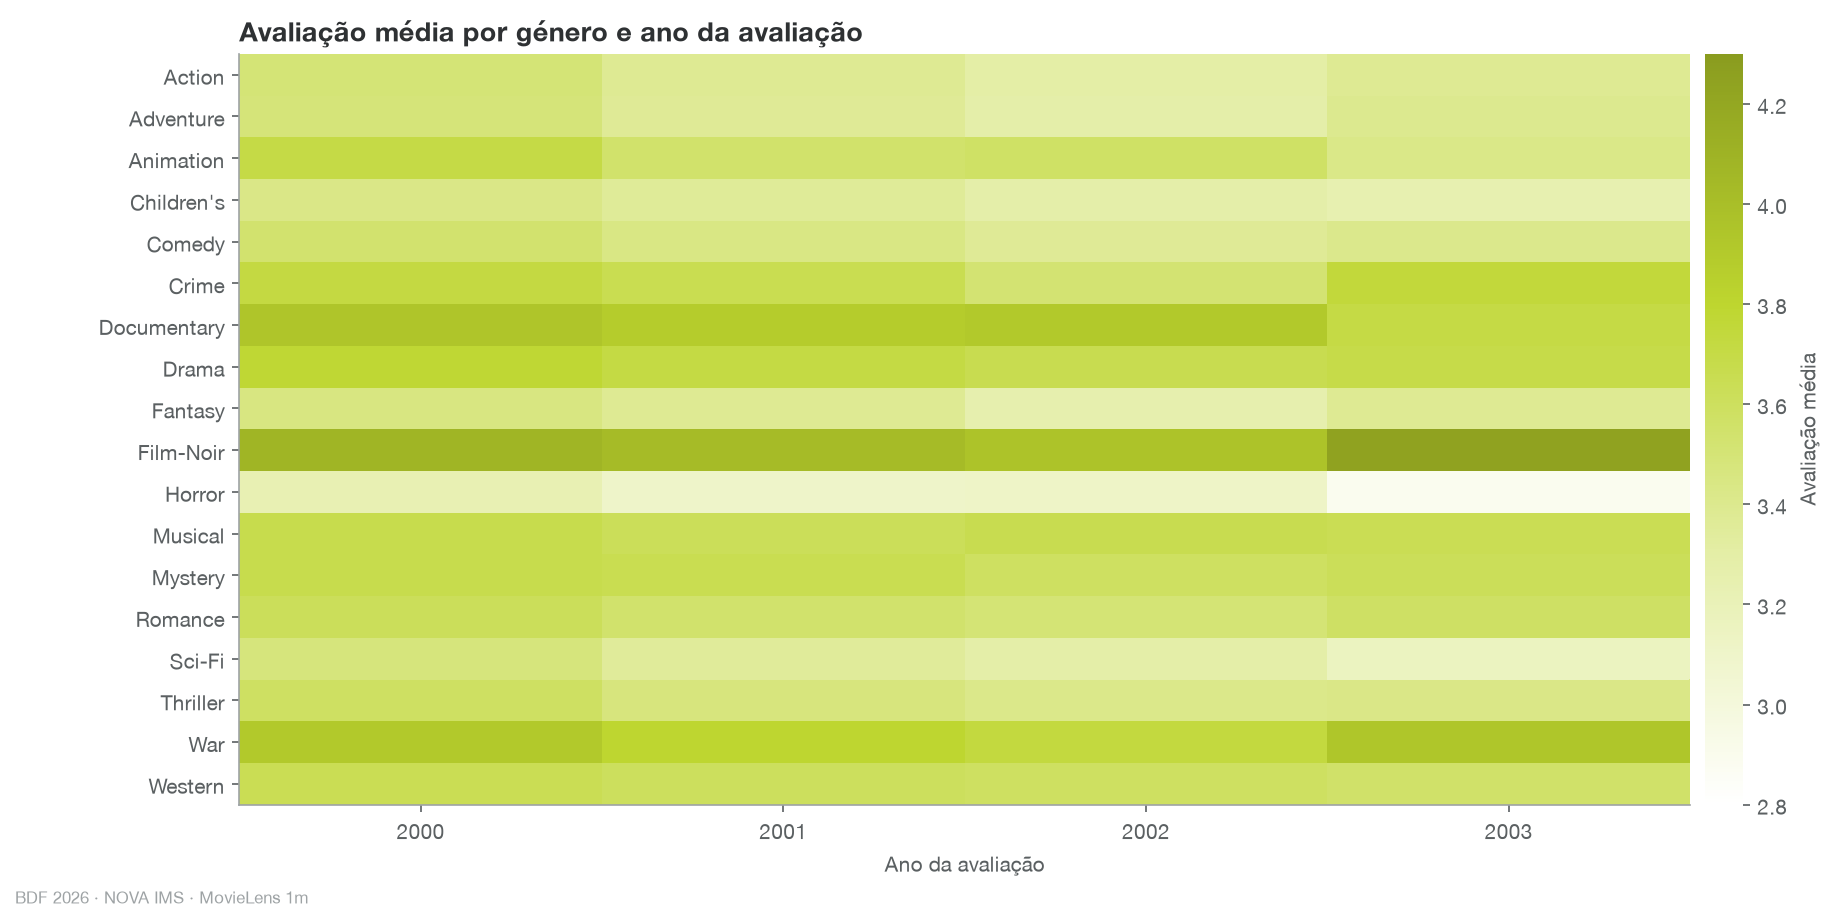 Avaliação média por género e ano da avaliação
Action
Adventure
Animation
Children's
Comedy
Crime
Documentary
Drama
Fantasy
Film-Noir
Horror
Musical
Mystery
Romance
Sci-Fi
Thriller
War
Western
2000
2001
2002
2003
Ano da avaliação
4.2
4.0
3.8
3.6
3.4
3.2
3.0
2.8
Avaliação média
BDF 2026 · NOVA IMS · MovieLens 1m